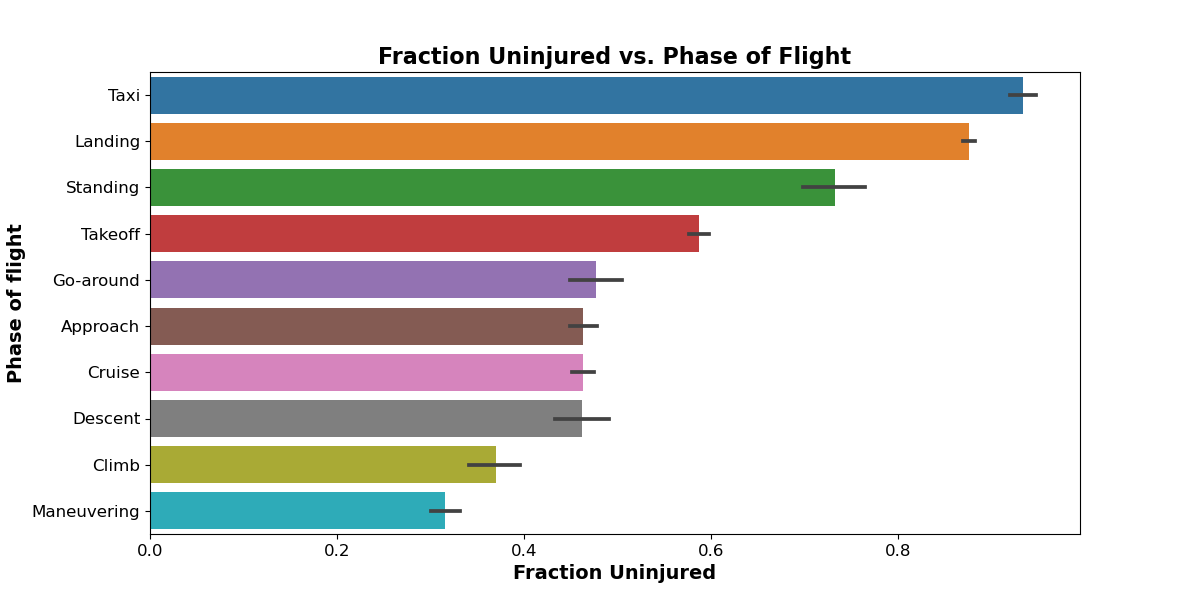 Fraction Uninjured vs. Phase of Flight
Phase of flight
Taxi
Landing
Standing
Takeoff
Go-around
Approach
Cruise
Descent
Climb
Maneuvering
0.0 0.2 0.4 0.6 0.8
Fraction Uninjured